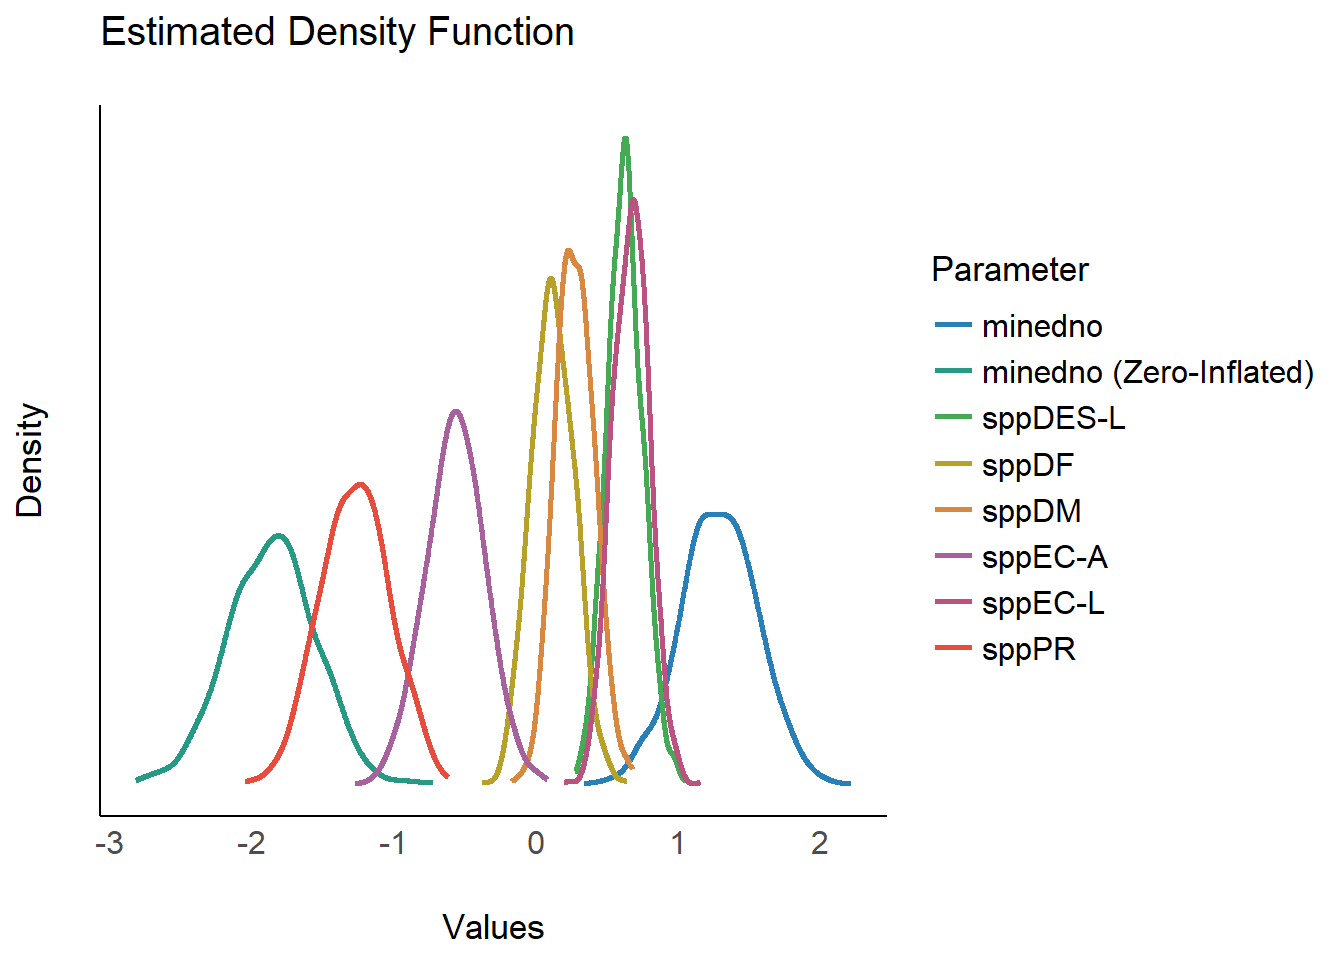 Estimated Density Function
Density
-3 -2 -1 0 1 2
Values
Parameter
minedno
minedno (Zero-Inflated)
sppDES-L
sppDF
sppDM
sppEC-A
sppEC-L
sppPR